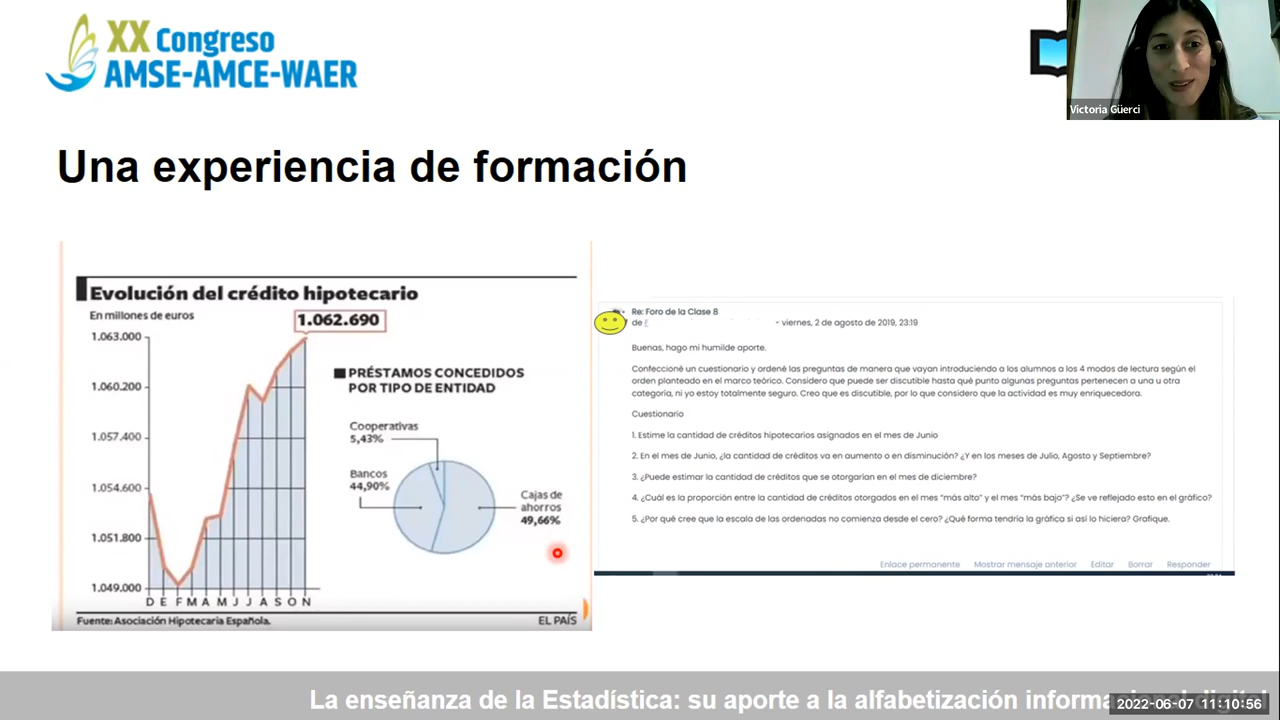 XX Congreso
AMSE-AMCE-WAER
Victoria Güerci
Una experiencia de formación
Evolución del crédito hipotecario
En millones de euros
1.062.690
1.063.000
1.060.200
1.057.400
1.054.600
1.051.800
1.049.000
D E F M A M J J A S O N
PRÉSTAMOS CONCEDIDOS
POR TIPO DE ENTIDAD
Cooperativas
5,43%
Bancos
44,90%
Cajas de
ahorros
49,66%
Fuente: Asociación Hipotecaria Española.
EL PAÍS
Re: Foro de la Clase 8
de
- viernes, 2 de agosto de 2019, 23:19
Buenas, hago mi humilde aporte.
Confeccioné un cuestionario y ordené las preguntas de manera que vayan introduciendo a los alumnos a los 4 modos de lectura según el
orden planteado en el marco teórico. Considero que puede ser discutible hasta qué punto algunas preguntas pertenecen a una u otra
categoría, ni yo estoy totalmente seguro. Creo que es discutible, por lo que considero que la actividad es muy enriquecedora.
Cuestionario
1. Estime la cantidad de créditos hipotecarios asignados en el mes de Junio
2. En el mes de Junio, ¿la cantidad de créditos va en aumento o en disminución? ¿Y en los meses de Julio, Agosto y Septiembre?
3. ¿Puede estimar la cantidad de créditos que se otorgarían en el mes de diciembre?
4. ¿Cuál es la proporción entre la cantidad de créditos otorgados en el mes "más alto" y el mes "más bajo"? ¿Se ve reflejado esto en el gráfico?
5. ¿Por qué cree que la escala de las ordenadas no comienza desde el cero? ¿Qué forma tendría la gráfica si así lo hiciera? Grafique.
Enlace permanente Mostrar mensaje anterior Editar Borrar Responder
La enseñanza de la Estadística: su aporte a la alfabetización informacional digital
2022-06-07 11:10:56